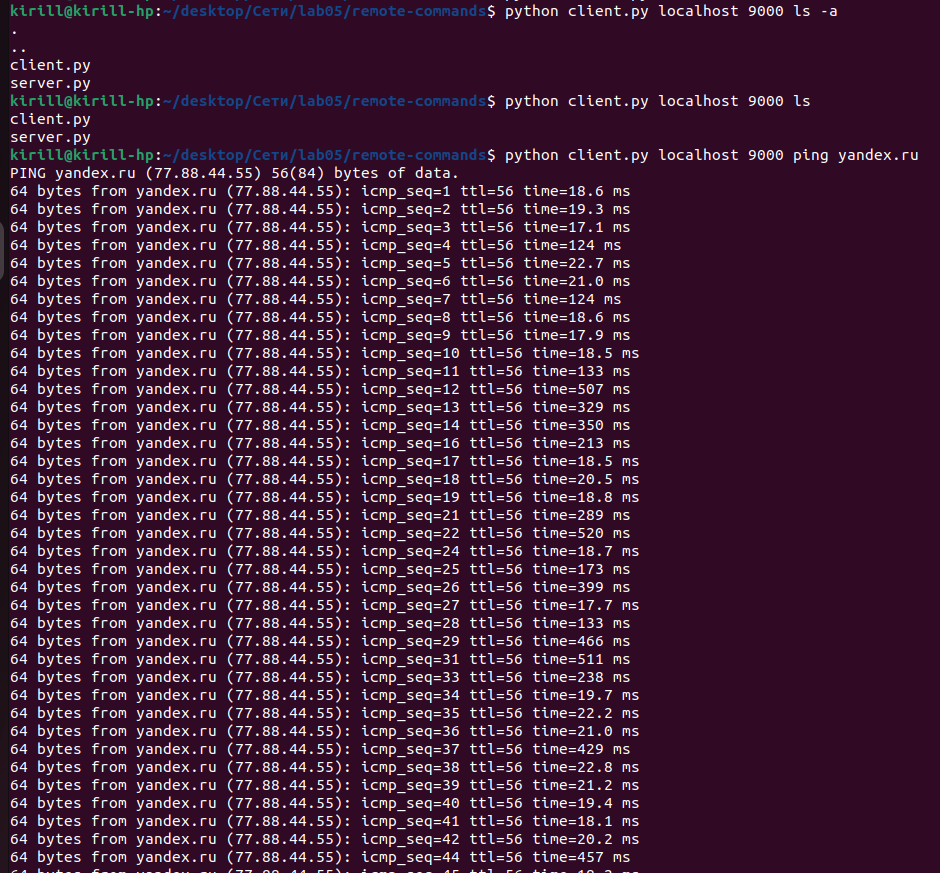 kirill@kirill-hp:~/desktop/Сети/lab05/remote-commands$ python client.py localhost 9000 ls -a
.
..
client.py
server.py
kirill@kirill-hp:~/desktop/Сети/lab05/remote-commands$ python client.py localhost 9000 ls
client.py
server.py
kirill@kirill-hp:~/desktop/Сети/lab05/remote-commands$ python client.py localhost 9000 ping yandex.ru
PING yandex.ru (77.88.44.55) 56(84) bytes of data.
64 bytes from yandex.ru (77.88.44.55): icmp_seq=1 ttl=56 time=18.6 ms
64 bytes from yandex.ru (77.88.44.55): icmp_seq=2 ttl=56 time=19.3 ms
64 bytes from yandex.ru (77.88.44.55): icmp_seq=3 ttl=56 time=17.1 ms
64 bytes from yandex.ru (77.88.44.55): icmp_seq=4 ttl=56 time=124 ms
64 bytes from yandex.ru (77.88.44.55): icmp_seq=5 ttl=56 time=22.7 ms
64 bytes from yandex.ru (77.88.44.55): icmp_seq=6 ttl=56 time=21.0 ms
64 bytes from yandex.ru (77.88.44.55): icmp_seq=7 ttl=56 time=124 ms
64 bytes from yandex.ru (77.88.44.55): icmp_seq=8 ttl=56 time=18.6 ms
64 bytes from yandex.ru (77.88.44.55): icmp_seq=9 ttl=56 time=17.9 ms
64 bytes from yandex.ru (77.88.44.55): icmp_seq=10 ttl=56 time=18.5 ms
64 bytes from yandex.ru (77.88.44.55): icmp_seq=11 ttl=56 time=133 ms
64 bytes from yandex.ru (77.88.44.55): icmp_seq=12 ttl=56 time=507 ms
64 bytes from yandex.ru (77.88.44.55): icmp_seq=13 ttl=56 time=329 ms
64 bytes from yandex.ru (77.88.44.55): icmp_seq=14 ttl=56 time=350 ms
64 bytes from yandex.ru (77.88.44.55): icmp_seq=16 ttl=56 time=213 ms
64 bytes from yandex.ru (77.88.44.55): icmp_seq=17 ttl=56 time=18.5 ms
64 bytes from yandex.ru (77.88.44.55): icmp_seq=18 ttl=56 time=20.5 ms
64 bytes from yandex.ru (77.88.44.55): icmp_seq=19 ttl=56 time=18.8 ms
64 bytes from yandex.ru (77.88.44.55): icmp_seq=21 ttl=56 time=289 ms
64 bytes from yandex.ru (77.88.44.55): icmp_seq=22 ttl=56 time=520 ms
64 bytes from yandex.ru (77.88.44.55): icmp_seq=24 ttl=56 time=18.7 ms
64 bytes from yandex.ru (77.88.44.55): icmp_seq=25 ttl=56 time=173 ms
64 bytes from yandex.ru (77.88.44.55): icmp_seq=26 ttl=56 time=399 ms
64 bytes from yandex.ru (77.88.44.55): icmp_seq=27 ttl=56 time=17.7 ms
64 bytes from yandex.ru (77.88.44.55): icmp_seq=28 ttl=56 time=133 ms
64 bytes from yandex.ru (77.88.44.55): icmp_seq=29 ttl=56 time=466 ms
64 bytes from yandex.ru (77.88.44.55): icmp_seq=31 ttl=56 time=511 ms
64 bytes from yandex.ru (77.88.44.55): icmp_seq=33 ttl=56 time=238 ms
64 bytes from yandex.ru (77.88.44.55): icmp_seq=34 ttl=56 time=19.7 ms
64 bytes from yandex.ru (77.88.44.55): icmp_seq=35 ttl=56 time=22.2 ms
64 bytes from yandex.ru (77.88.44.55): icmp_seq=36 ttl=56 time=21.0 ms
64 bytes from yandex.ru (77.88.44.55): icmp_seq=37 ttl=56 time=429 ms
64 bytes from yandex.ru (77.88.44.55): icmp_seq=38 ttl=56 time=22.8 ms
64 bytes from yandex.ru (77.88.44.55): icmp_seq=39 ttl=56 time=21.2 ms
64 bytes from yandex.ru (77.88.44.55): icmp_seq=40 ttl=56 time=19.4 ms
64 bytes from yandex.ru (77.88.44.55): icmp_seq=41 ttl=56 time=18.1 ms
64 bytes from yandex.ru (77.88.44.55): icmp_seq=42 ttl=56 time=20.2 ms
64 bytes from yandex.ru (77.88.44.55): icmp_seq=44 ttl=56 time=457 ms